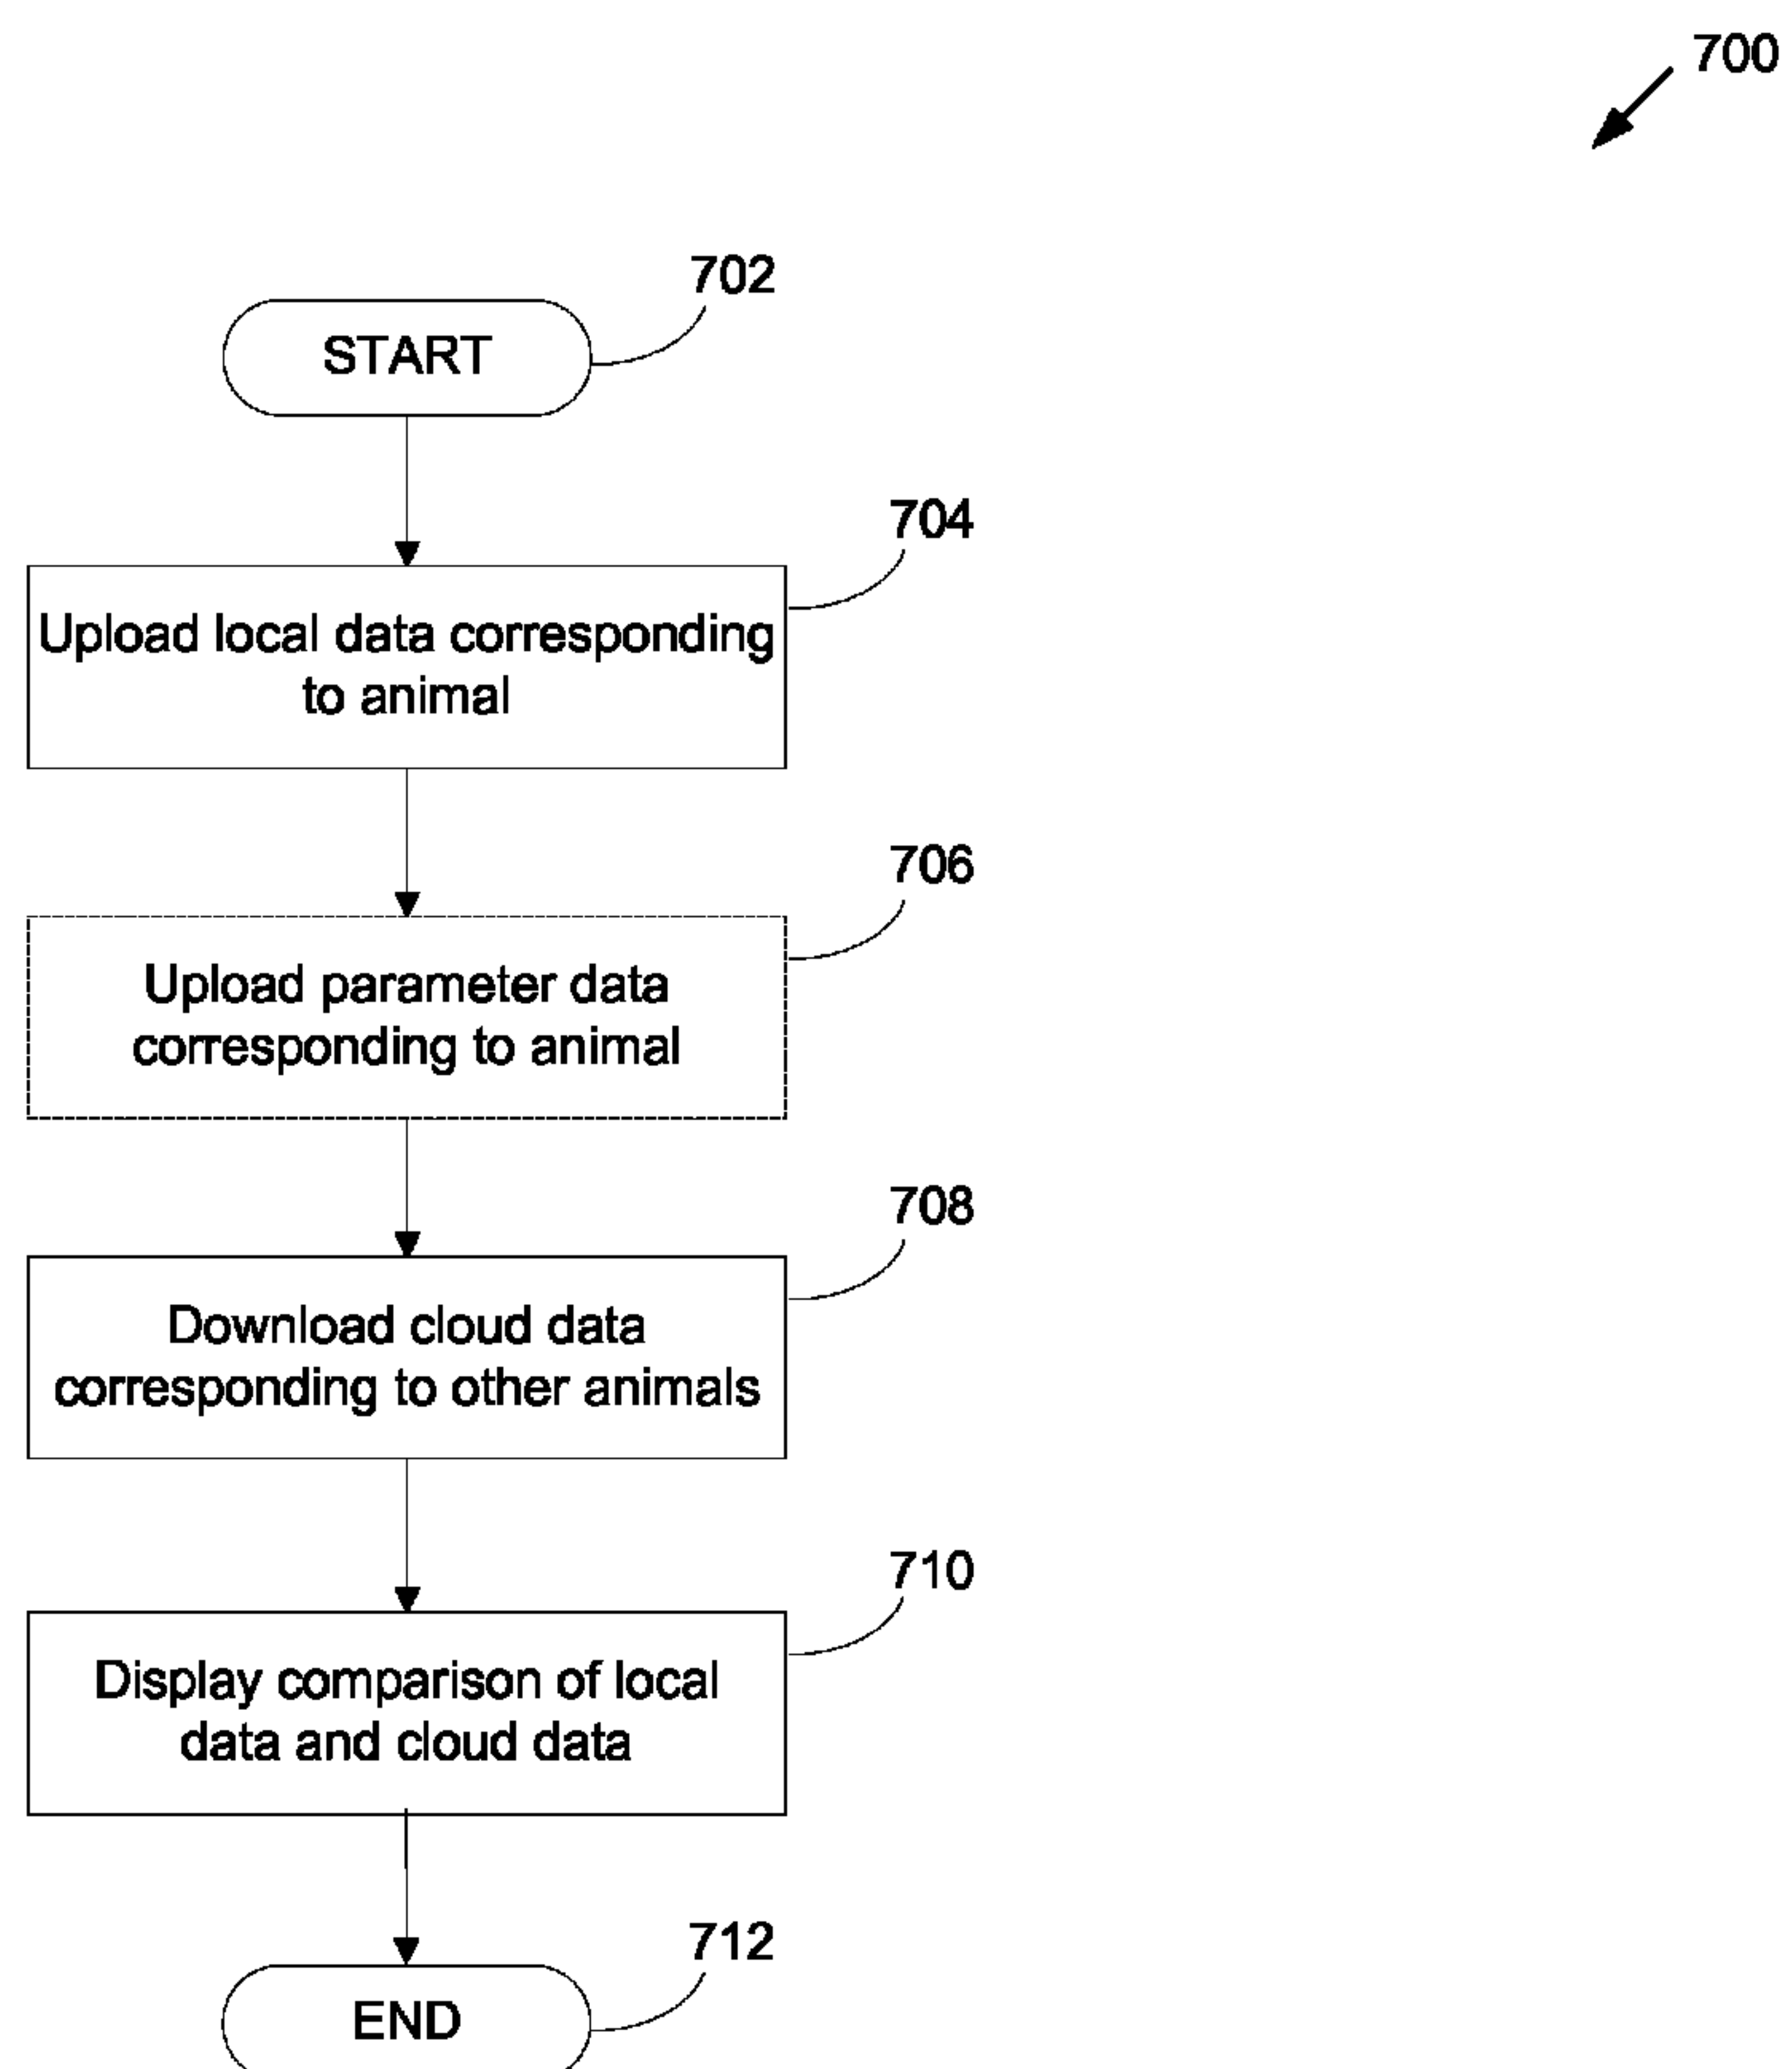 700
702
START
704
Upload local data corresponding
to animal
706
Upload parameter data
corresponding to animal
708
Download cloud data
corresponding to other animals
710
Display comparison of local
data and cloud data
712
END